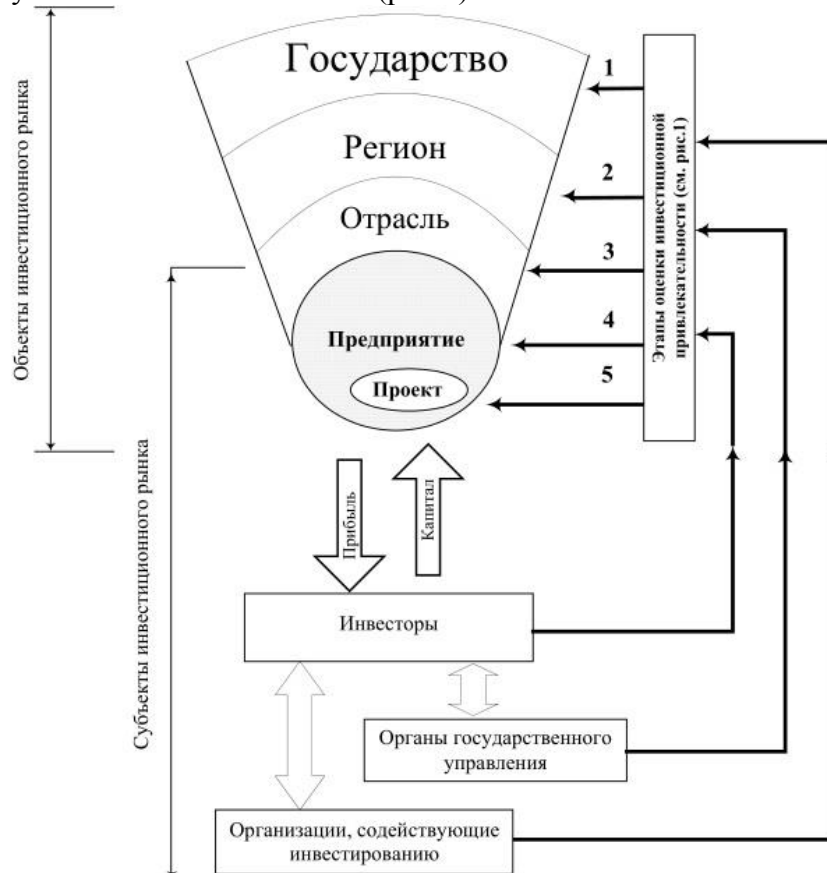 Государство
Регион
Отрасль
Предприятие
Проект
1
2
3
4
5
Этапы оценки инвестиционной
привлекательности (см. рис.1)
Объекты инвестиционного рынка
Субъекты инвестиционного рынка
Прибыль
Капитал
Инвесторы
Органы государственного
управления
Организации, содействующие
инвестированию